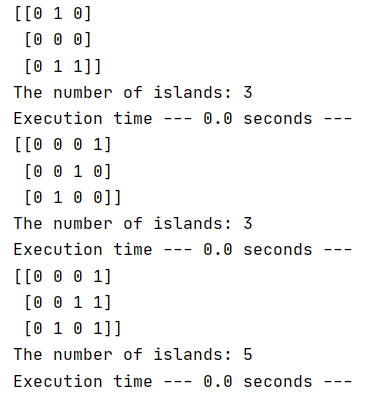 [[0 1 0]
 [0 0 0]
 [0 1 1]]
The number of islands: 3
Execution time --- 0.0 seconds ---
[[0 0 0 1]
 [0 0 1 0]
 [0 1 0 0]]
The number of islands: 3
Execution time --- 0.0 seconds ---
[[0 0 0 1]
 [0 0 1 1]
 [0 1 0 1]]
The number of islands: 5
Execution time --- 0.0 seconds ---